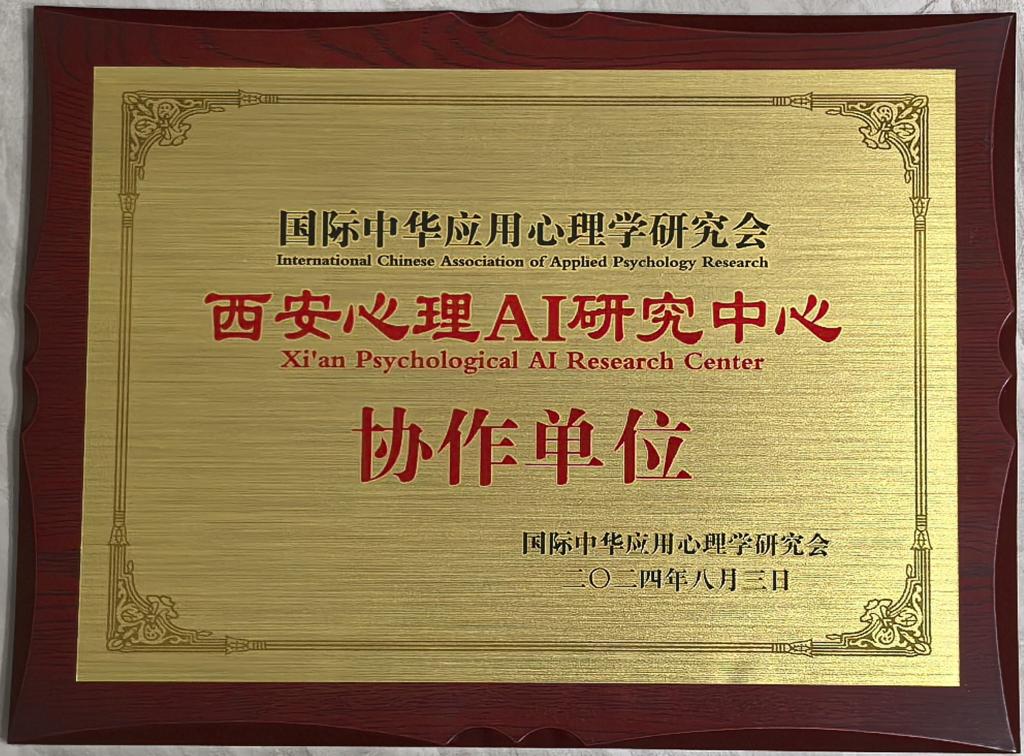 国际中华应用心理学研究会
International Chinese Association of Applied Psychology Research
西安心理AI研究中心
Xi'an Psychological AI Research Center
协作单位
国际中华应用心理学研究会
二〇二四年八月三日